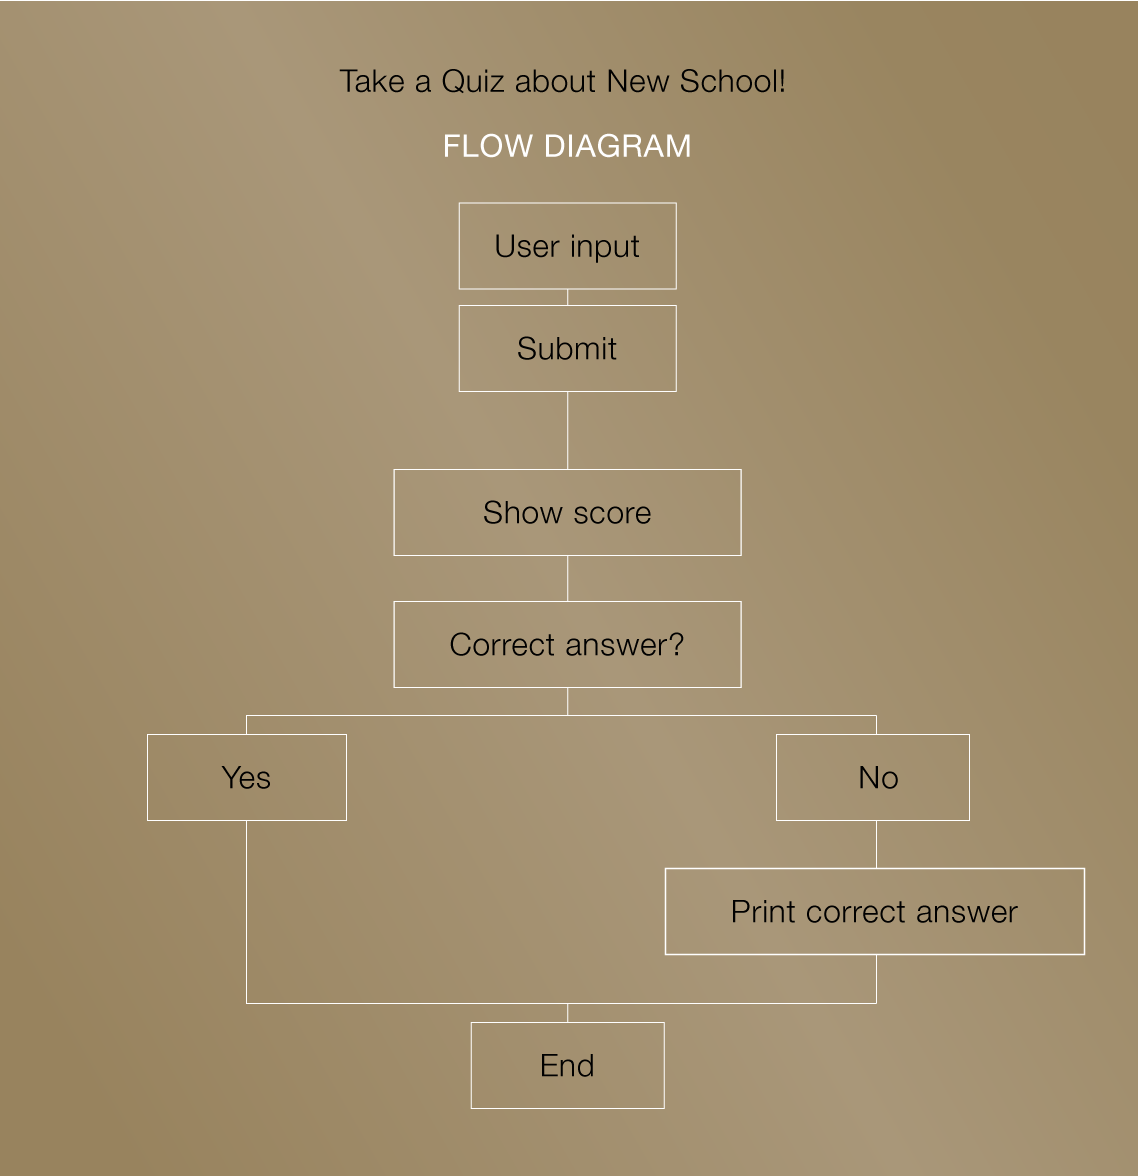 Take a Quiz about New School!
FLOW DIAGRAM
User input
Submit
Show score
Correct answer?
Yes
No
Print correct answer
End